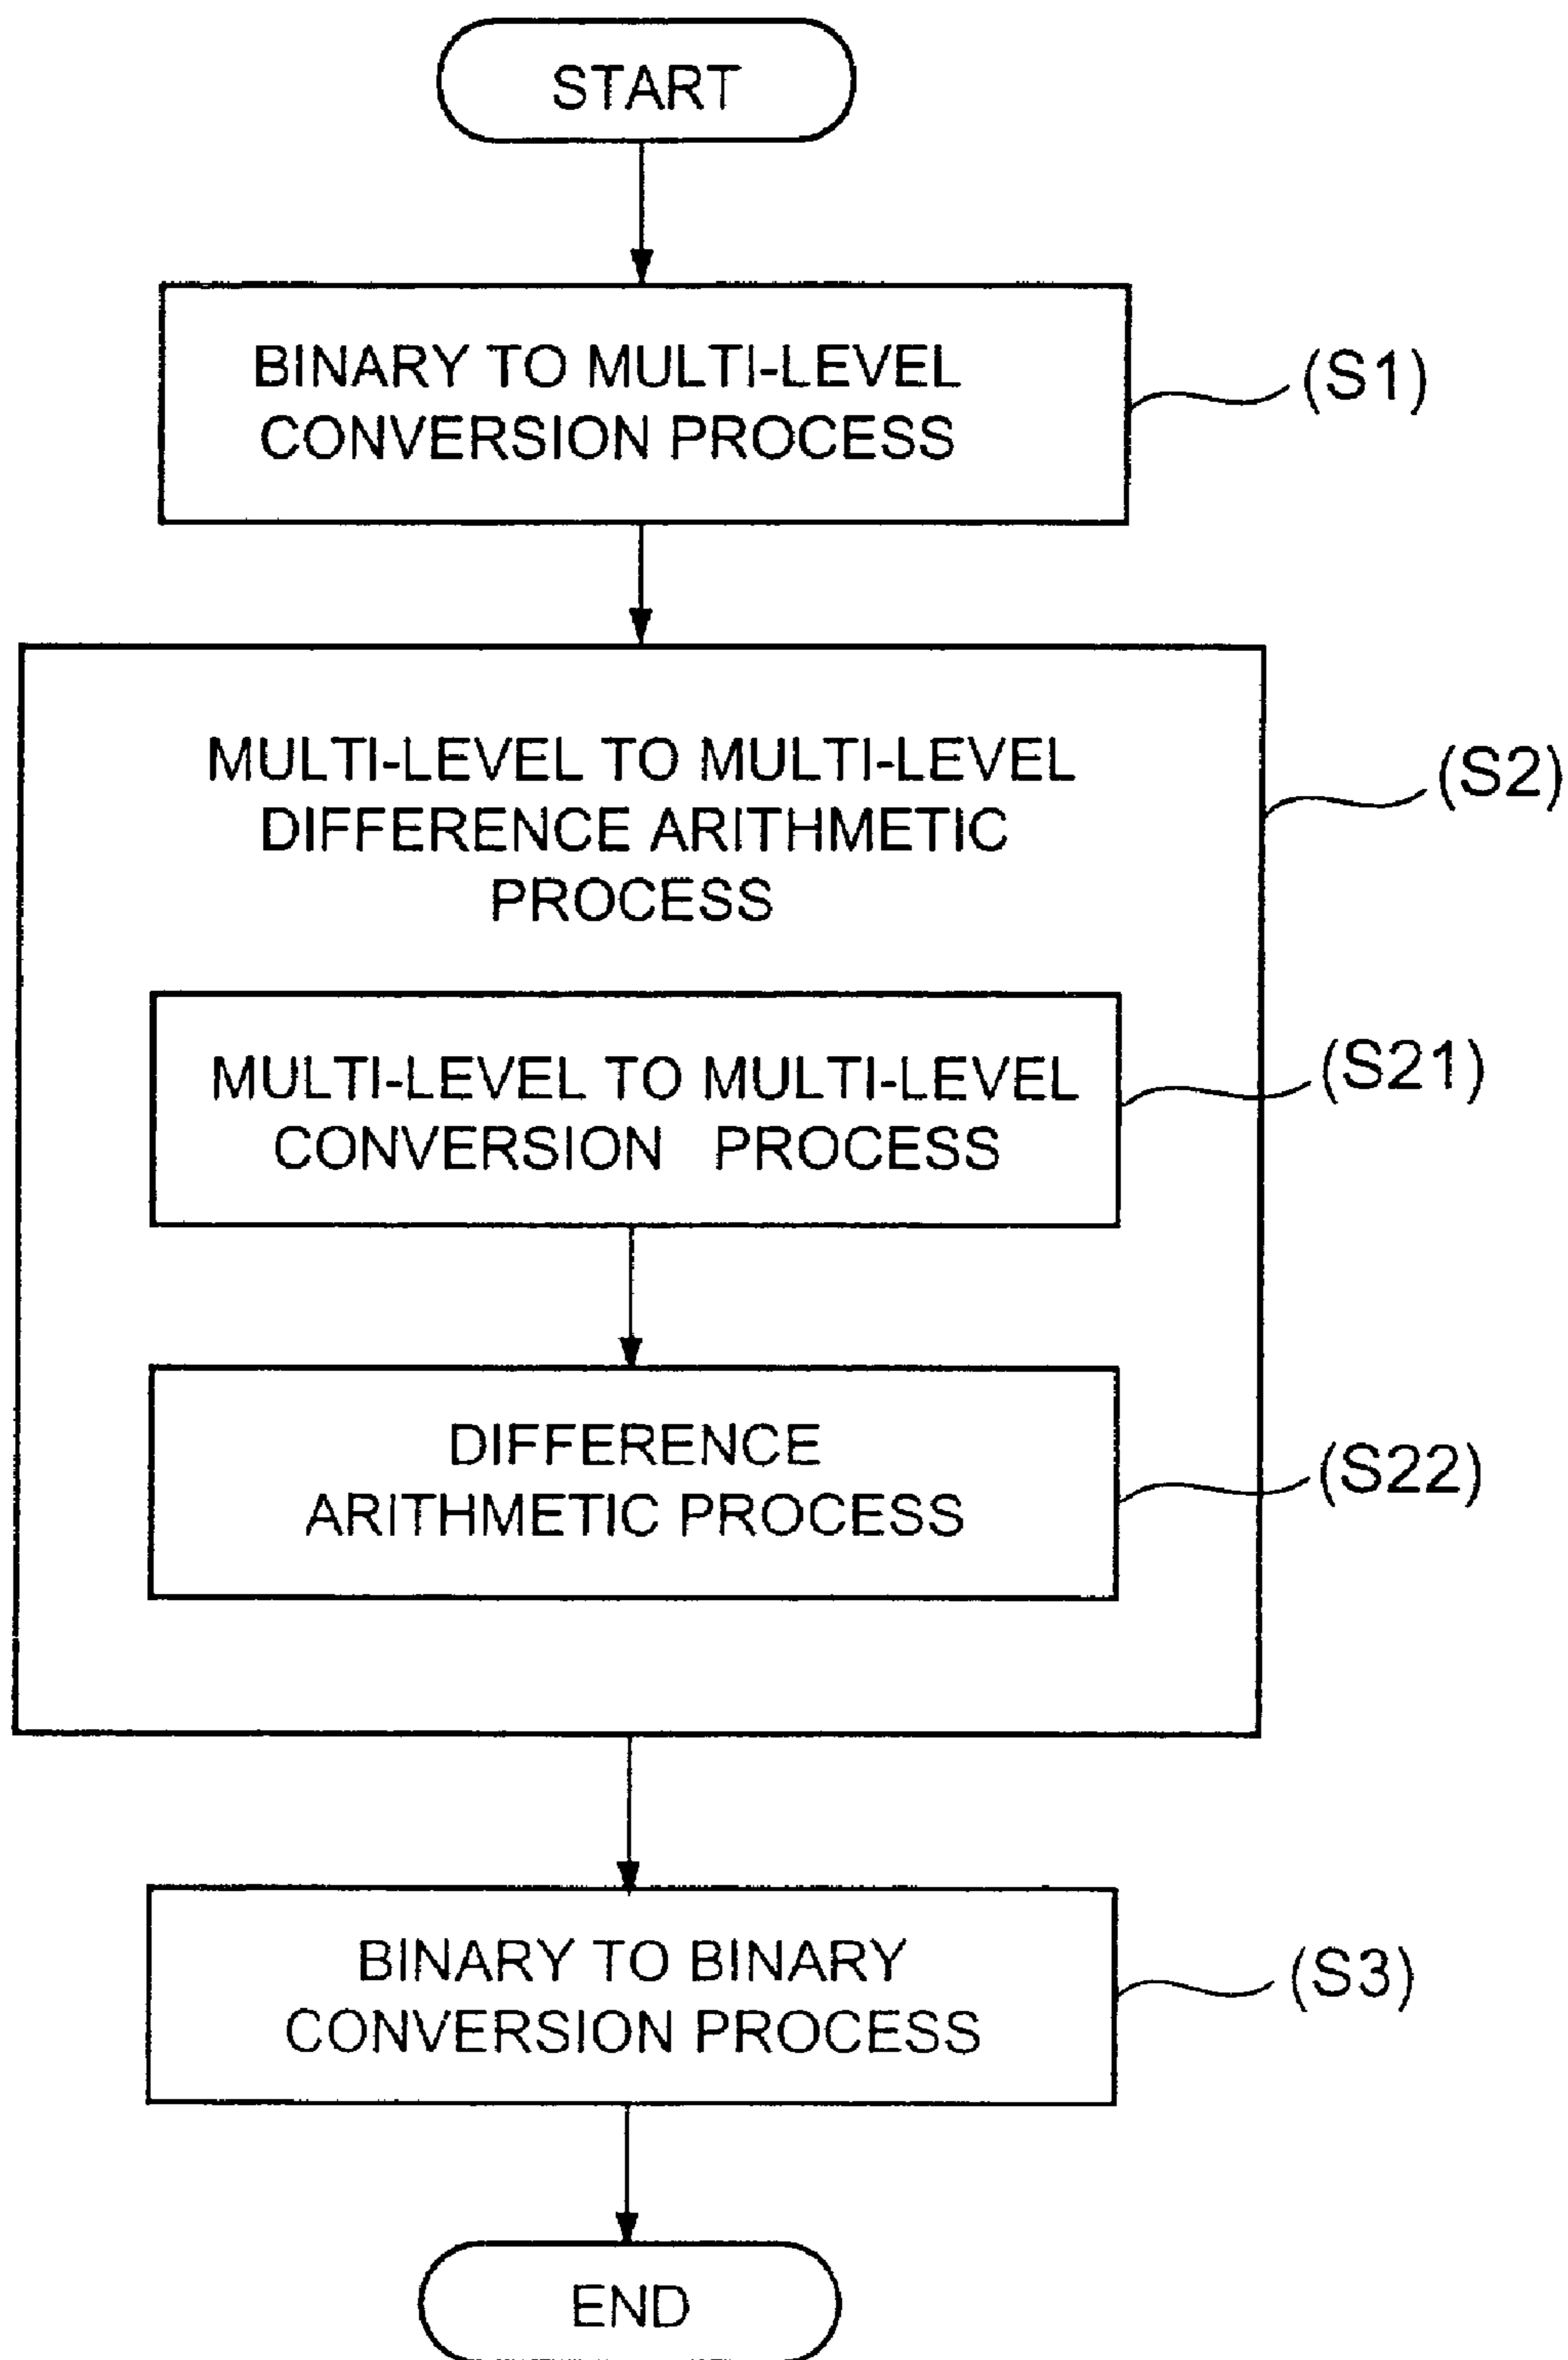 START
BINARY TO MULTI-LEVEL
CONVERSION PROCESS
(S1)
MULTI-LEVEL TO MULTI-LEVEL
DIFFERENCE ARITHMETIC
PROCESS
(S2)
MULTI-LEVEL TO MULTI-LEVEL
CONVERSION PROCESS
(S21)
DIFFERENCE
ARITHMETIC PROCESS
(S22)
BINARY TO BINARY
CONVERSION PROCESS
(S3)
END